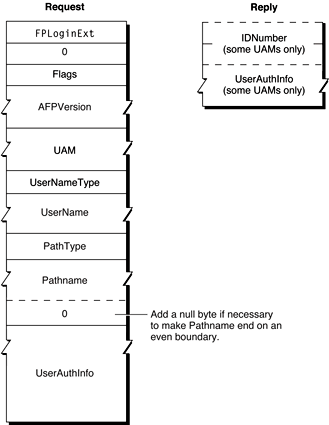 Request
FPLoginExt
0
Flags
AFPVersion
UAM
UserNameType
UserName
PathType
Pathname
0
UserAuthInfo
Add a null byte if necessary
to make Pathname end on an
even boundary.
Reply
IDNumber
(some UAMs only)
UserAuthInfo
(some UAMs only)